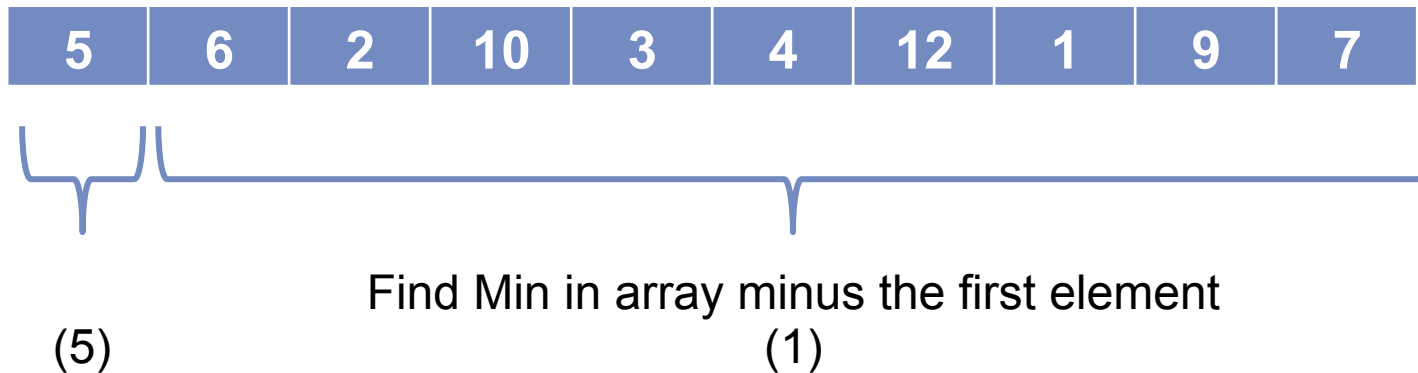 5 6 2 10 3 4 12 1 9 7
Find Min in array minus the first element
(5) (1)